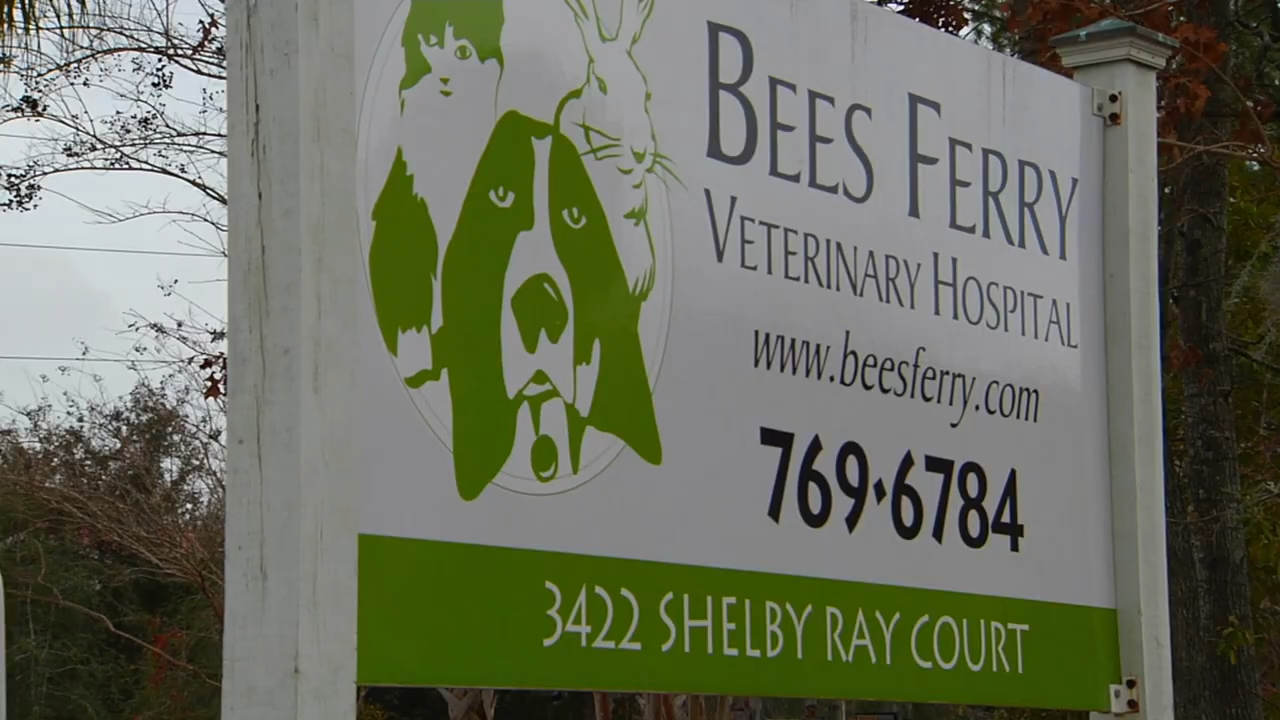 BEES FERRY
VETERINARY HOSPITAL
www.beesferry.com
769·6784
3422 SHELBY RAY COURT